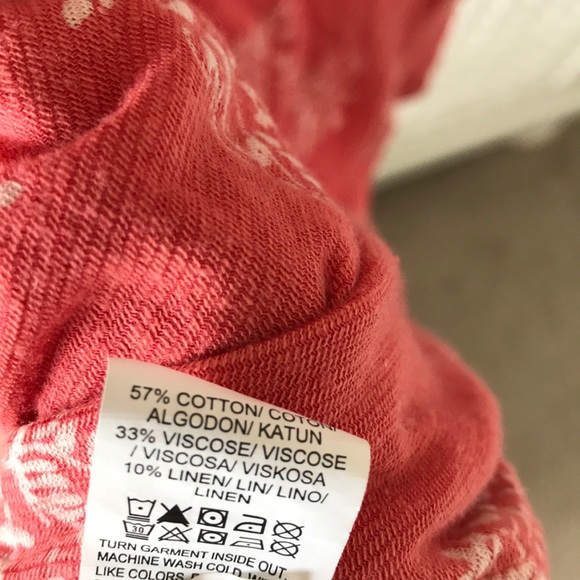 57% COTTON/ COTON/
ALGODON/ KATUN
33% VISCOSE/ VISCOSE
/ VISCOSA/ VISKOSA
10% LINEN/ LIN/ LINO/
LINEN
30
TURN GARMENT INSIDE OUT.
MACHINE WASH COLD
LIKE COLORS.